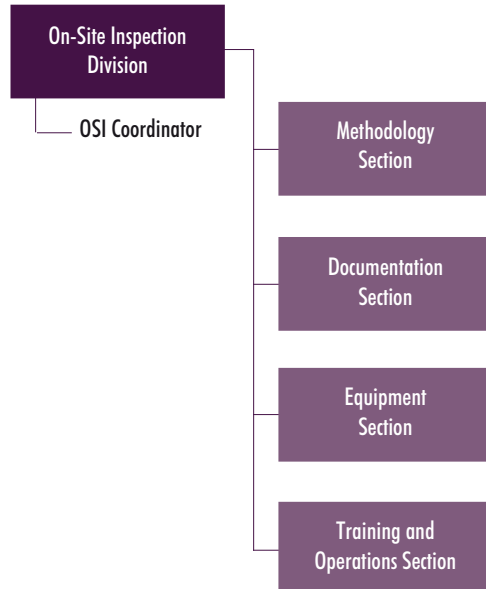 On-Site Inspection
Division
OSI Coordinator
Methodology
Section
Documentation
Section
Equipment
Section
Training and
Operations Section